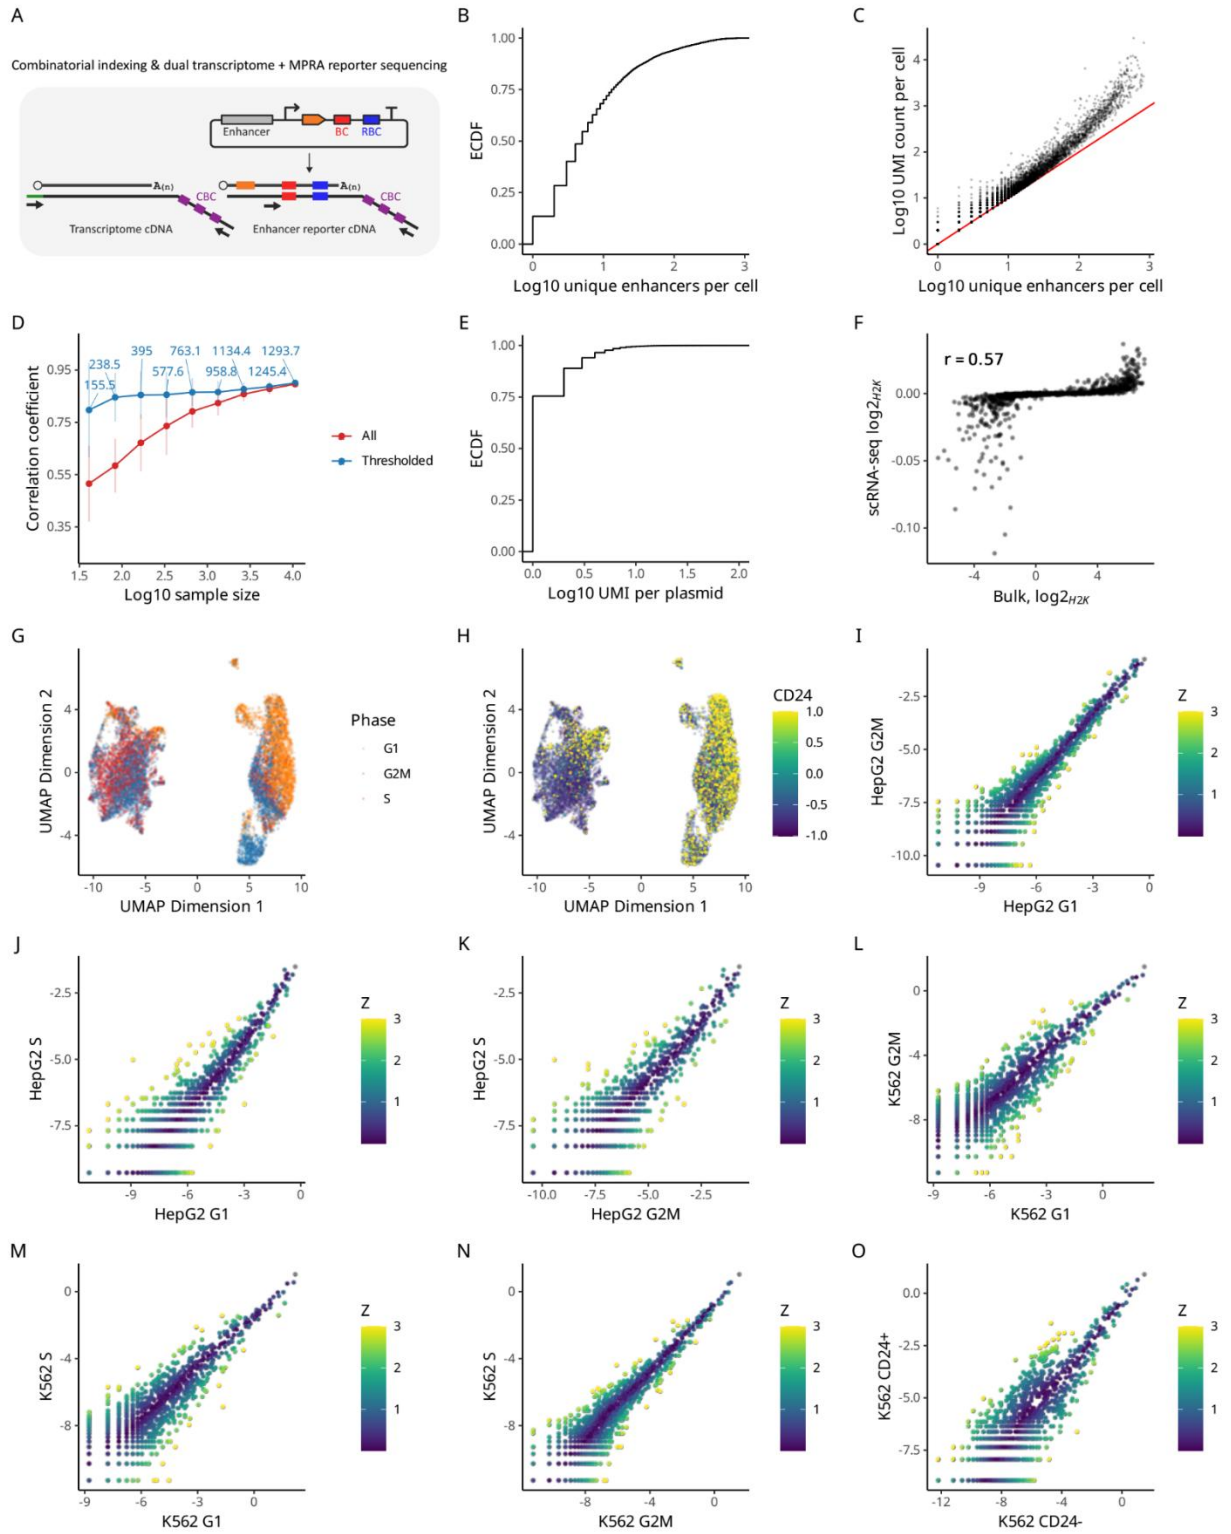 A
Combinatorial indexing & dual transcriptome + MPRA reporter sequencing
Enhancer
BC
RBC
A(n)
A(n)
CBC
CBC
Transcriptome cDNA
Enhancer reporter cDNA
B
ECDF
1.00
0.75
0.50
0.25
0.00
0
1
2
3
Log10 unique enhancers per cell
C
Log10 UMI count per cell
4
3
2
1
0
0
1
2
3
Log10 unique enhancers per cell
D
Correlation coefficient
0.95
0.75
0.55
0.35
155.5
238.5
395
577.6
763.1
958.8
1134.4
1245.4
1293.7
1.5
2.0
2.5
3.0
3.5
4.0
Log10 sample size
All
Thresholded
E
ECDF
1.00
0.75
0.50
0.25
0.00
0.0
0.5
1.0
1.5
2.0
Log10 UMI per plasmid
F
r = 0.57
scRNA-seq log2H2K
0.00
-0.05
-0.10
-4
0
4
Bulk, log2H2K
G
UMAP Dimension 2
4
0
-4
-10
-5
0
5
10
UMAP Dimension 1
Phase
G1
G2M
S
H
UMAP Dimension 2
4
0
-4
-10
-5
0
5
10
UMAP Dimension 1
CD24
1.0
0.5
0.0
-0.5
-1.0
I
HepG2 G2M
-2.5
-5.0
-7.5
-10.0
-9
-6
-3
0
HepG2 G1
Z
3
2
1
J
HepG2 S
-2.5
-5.0
-7.5
-9
-6
-3
0
HepG2 G1
Z
3
2
1
K
HepG2 S
-2.5
-5.0
-7.5
-10.0
-7.5
-5.0
-2.5
HepG2 G2M
Z
3
2
1
L
K562 G2M
0
-4
-8
-9
-6
-3
0
K562 G1
Z
3
2
1
M
K562 S
0
-4
-8
-9
-6
-3
0
K562 G1
Z
3
2
1
N
K562 S
0
-4
-8
-8
-4
0
K562 G2M
Z
3
2
1
O
K562 CD24+
0.0
-2.5
-5.0
-7.5
-12
-8
-4
0
K562 CD24-
Z
3
2
1